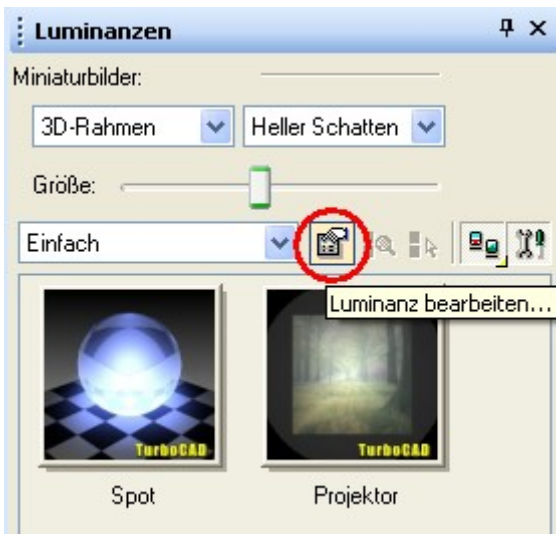 Luminanzen
Miniaturbilder:
3D-Rahmen Heller Schatten
Größe:
Einfach
Luminanz bearbeiten...
TurboCAD TurboCAD
Spot Projektor